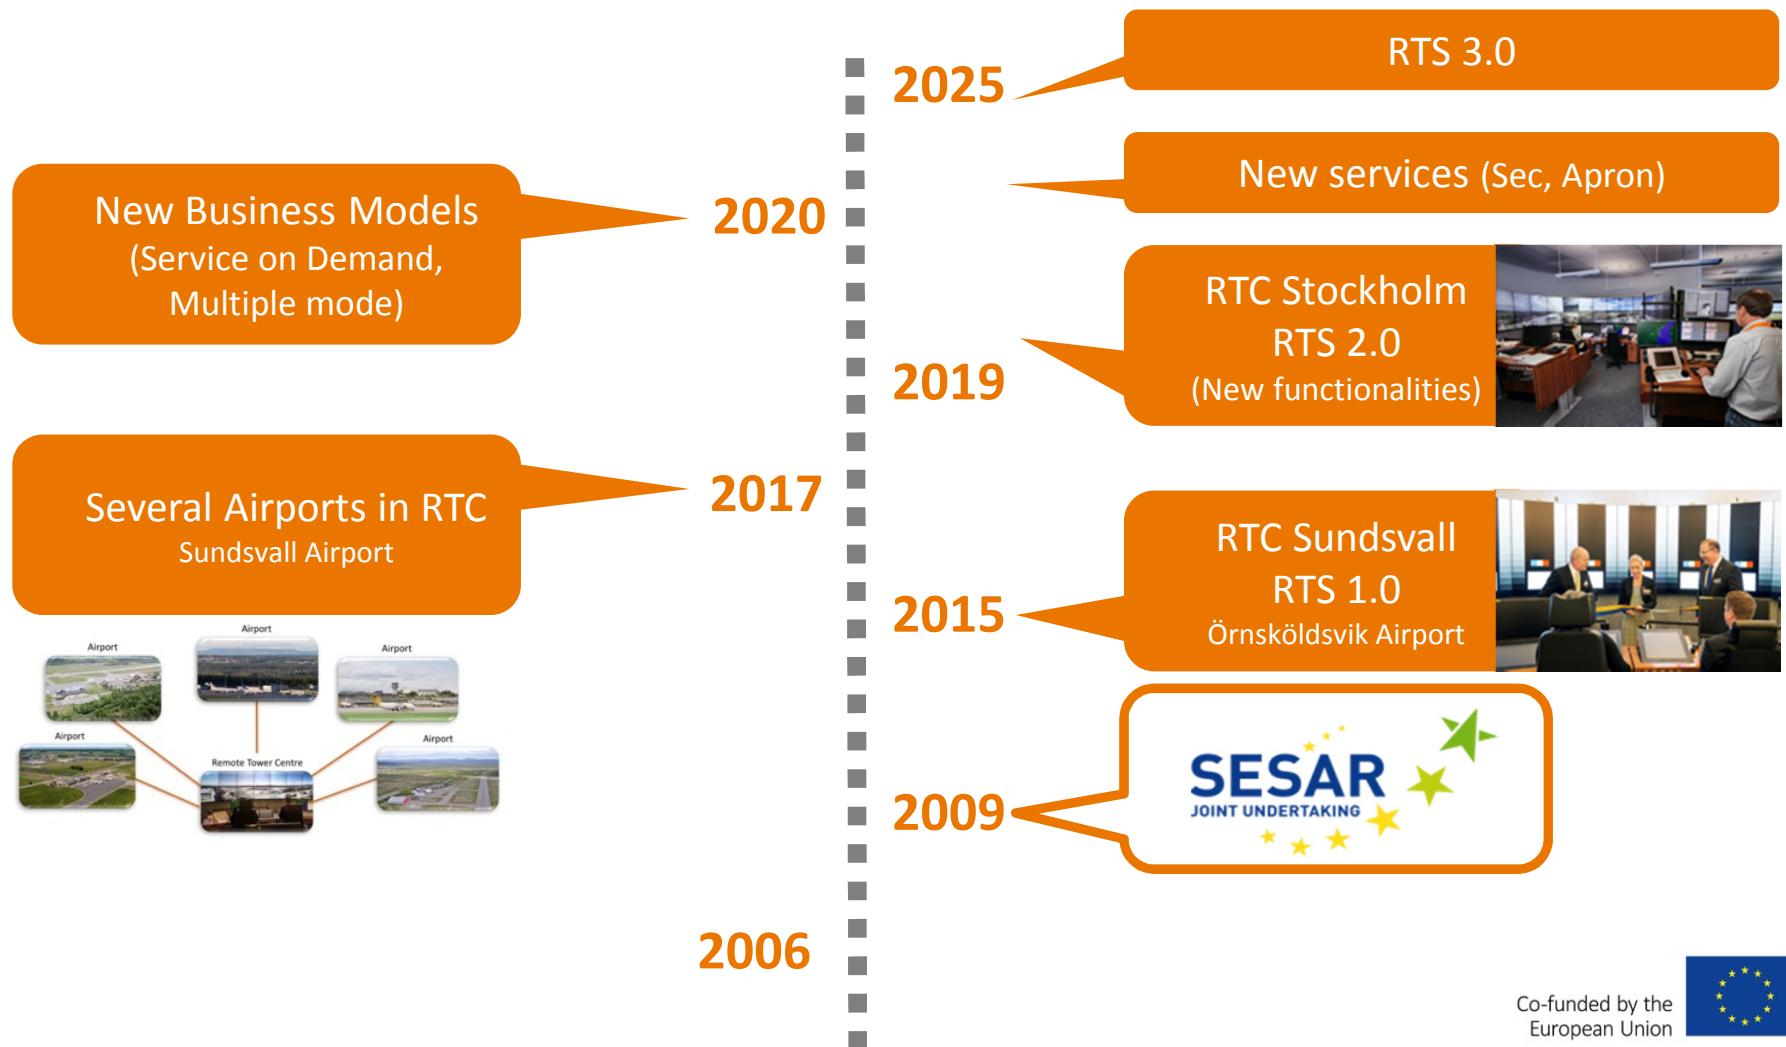 RTS 3.0
2025
New services (Sec, Apron)
New Business Models
(Service on Demand,
Multiple mode)
2020
RTC Stockholm
RTS 2.0
(New functionalities)
2019
Several Airports in RTC
Sundsvall Airport
2017
RTC Sundsvall
RTS 1.0
Örnsköldsvik Airport
2015
Airport
Airport
Airport
Airport
Airport
Remote Tower Centre
SESAR
JOINT UNDERTAKING
2009
2006
Co-funded by the
European Union